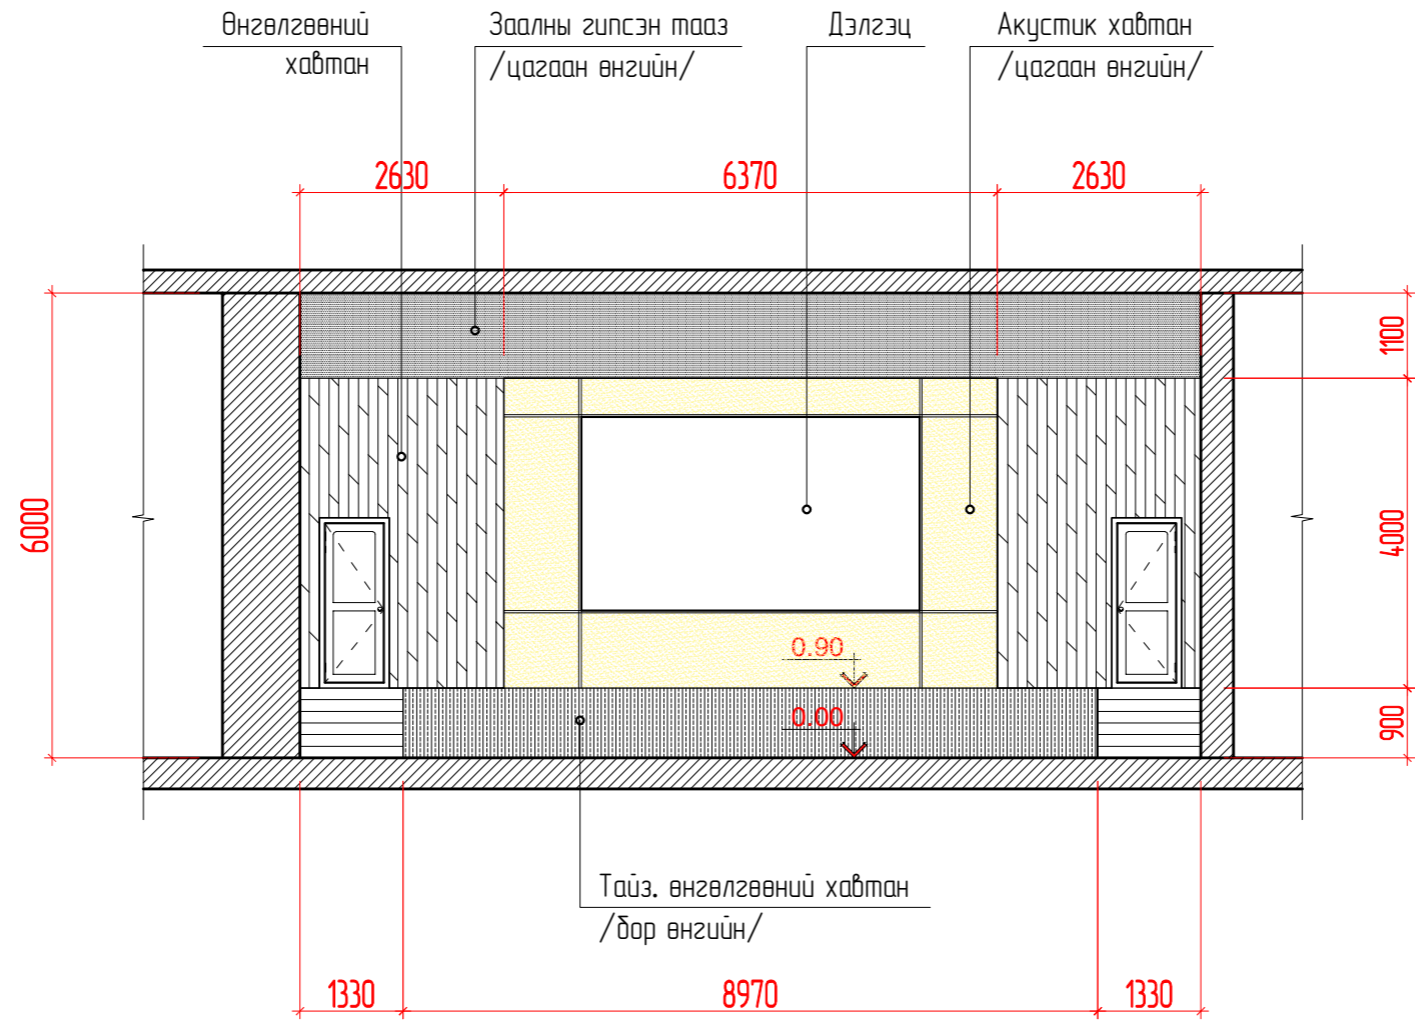 Өнгөлгөөний
хавтан
Заалны гипсэн тааз
/цагаан өнгийн/
Дэлгэц
Акустик хавтан
/цагаан өнгийн/
2630
6370
2630
6000
1100
4000
900
0.90
0.00
Тайз. өнгөлгөөний хавтан
/бор өнгийн/
1330
8970
1330